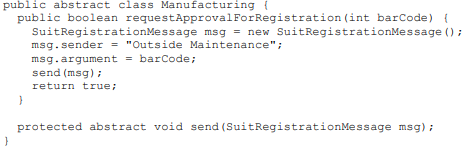 public abstract class Manufacturing {
  public boolean requestApprovalForRegistration(int barCode) {
    SuitRegistrationMessage msg = new SuitRegistrationMessage();
    msg.sender = "Outside Maintenance";
    msg.argument = barCode;
    send(msg);
    return true;
  }

  protected abstract void send(SuitRegistrationMessage msg);
}